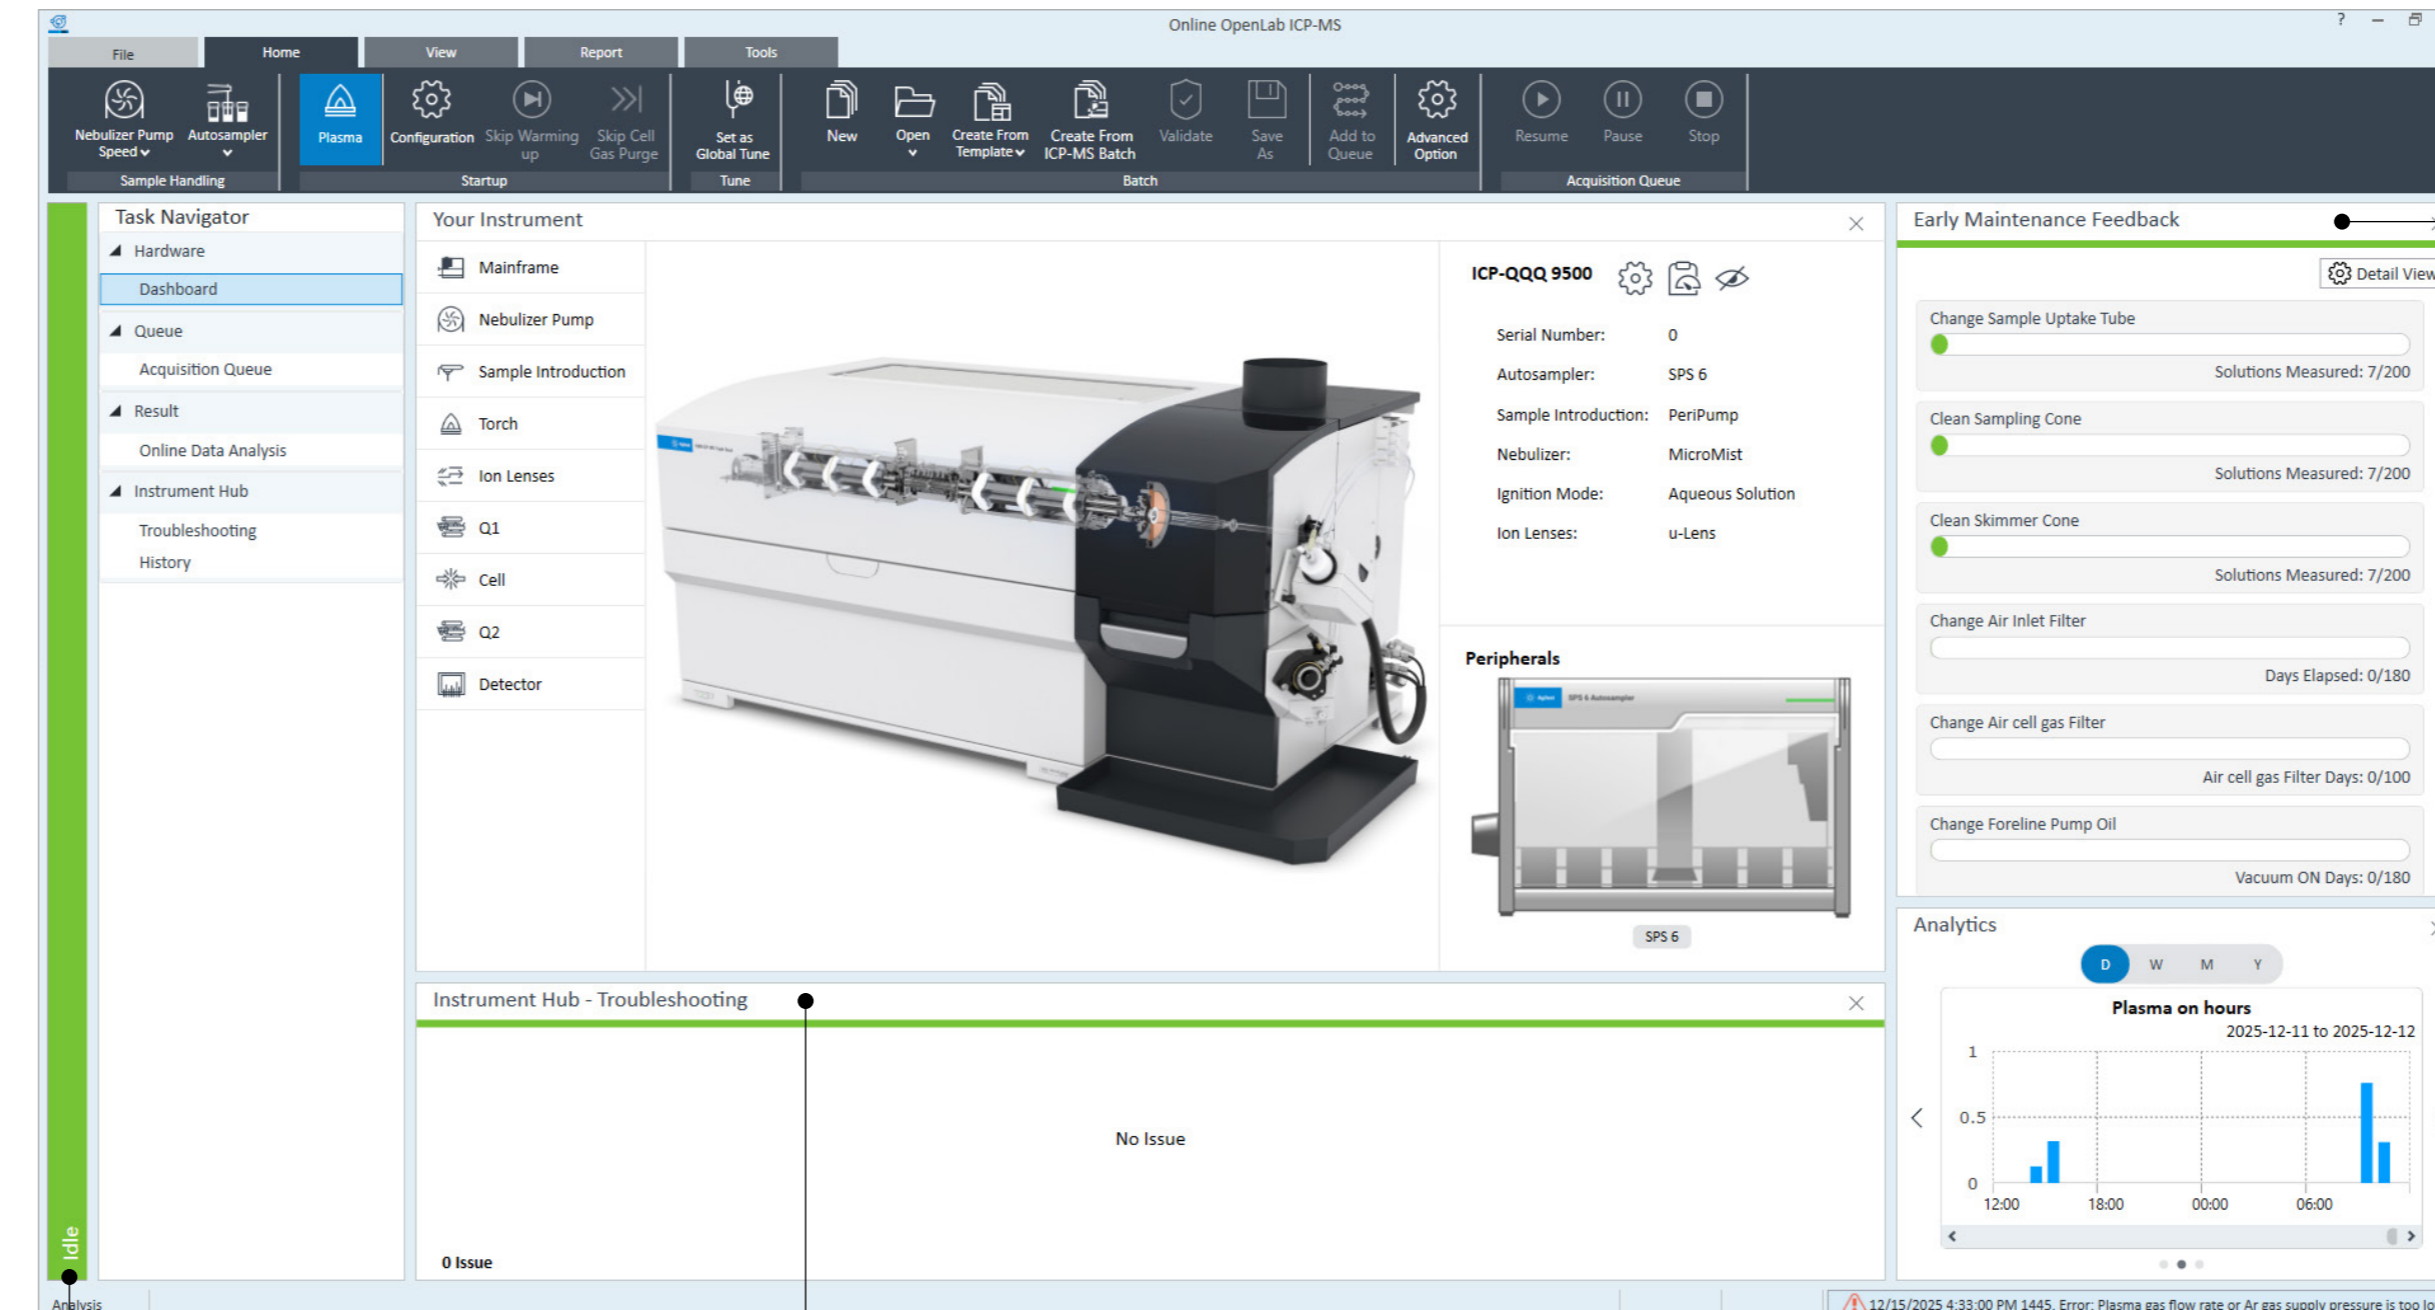 Online OpenLab ICP-MS
?
File
Home
View
Report
Tools
Nebulizer Pump
Speed
Autosampler
Plasma
Configuration
Skip Warming
up
Skip Cell
Gas Purge
Set as
Global Tune
New
Open
Create From
Template
Create From
ICP-MS Batch
Validate
Save
As
Add to
Queue
Advanced
Option
Resume
Pause
Stop
Sample Handling
Startup
Tune
Batch
Acquisition Queue
Task Navigator
Hardware
Dashboard
Queue
Acquisition Queue
Result
Online Data Analysis
Instrument Hub
Troubleshooting
History
Idle
Your Instrument
Mainframe
Nebulizer Pump
Sample Introduction
Torch
Ion Lenses
Q1
Cell
Q2
Detector
Agilent
ICP-QQQ 9500
Serial Number: 0
Autosampler: SPS 6
Sample Introduction: PeriPump
Nebulizer: MicroMist
Ignition Mode: Aqueous Solution
Ion Lenses: u-Lens
Peripherals
Agilent SPS 6 Autosampler
SPS 6
Instrument Hub - Troubleshooting
No Issue
0 Issue
Early Maintenance Feedback
Detail View
Change Sample Uptake Tube
Solutions Measured: 7/200
Clean Sampling Cone
Solutions Measured: 7/200
Clean Skimmer Cone
Solutions Measured: 7/200
Change Air Inlet Filter
Days Elapsed: 0/180
Change Air cell gas Filter
Air cell gas Filter Days: 0/100
Change Foreline Pump Oil
Vacuum ON Days: 0/180
Analytics
D W M Y
Plasma on hours
2025-12-11 to 2025-12-12
1
0.5
0
12:00 18:00 00:00 06:00
Analysis
12/15/2025 4:33:00 PM 1445. Error: Plasma gas flow rate or Ar gas supply pressure is too lo